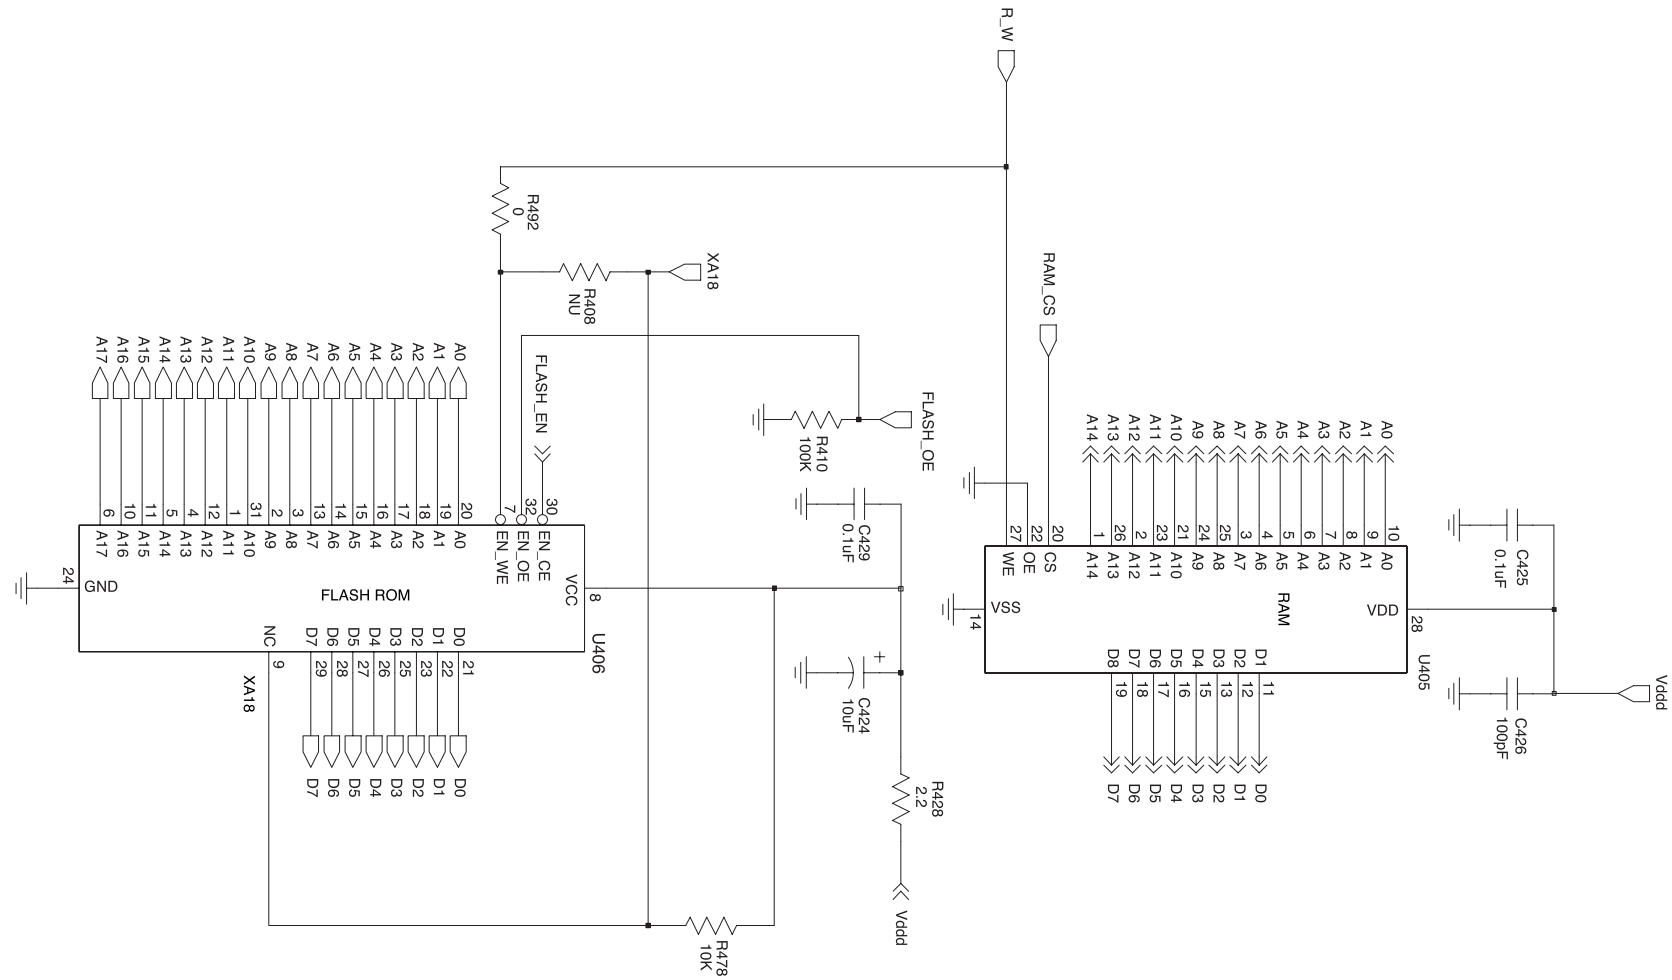 R_W
RAM_CS
Vddd
R492
0
XA18
R408
NU
FLASH_OE
R410
100K
FLASH_EN
C429
0.1uF
C425
0.1uF
C426
100pF
C424
10uF
+
R428
2.2
Vddd
R478
10K
A14 A13 A12 A11 A10 A9 A8 A7 A6 A5 A4 A3 A2 A1 A0
27 22 20 1 26 2 23 21 24 25 3 4 5 6 7 8 9 10
WE OE CS A14 A13 A12 A11 A10 A9 A8 A7 A6 A5 A4 A3 A2 A1 A0
VSS
14
RAM
VDD
28
U405
D8 D7 D6 D5 D4 D3 D2 D1
19 18 17 16 15 13 12 11
D7 D6 D5 D4 D3 D2 D1 D0
A17 A16 A15 A14 A13 A12 A11 A10 A9 A8 A7 A6 A5 A4 A3 A2 A1 A0
6 10 11 5 4 12 1 31 2 3 13 14 15 16 17 18 19 20 7 32 30
A17 A16 A15 A14 A13 A12 A11 A10 A9 A8 A7 A6 A5 A4 A3 A2 A1 A0 EN_WE EN_OE EN_CE
24
GND
FLASH ROM
VCC
8
U406
NC D7 D6 D5 D4 D3 D2 D1 D0
9 29 28 27 26 25 23 22 21
XA18
D7 D6 D5 D4 D3 D2 D1 D0